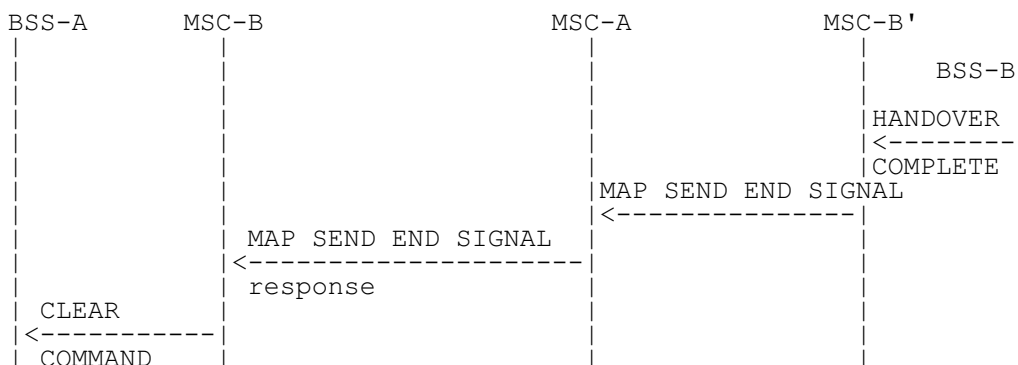 BSS-A MSC-B MSC-A MSC-B'
BSS-B
HANDOVER
COMPLETE
MAP SEND END SIGNAL
MAP SEND END SIGNAL
response
CLEAR
COMMAND